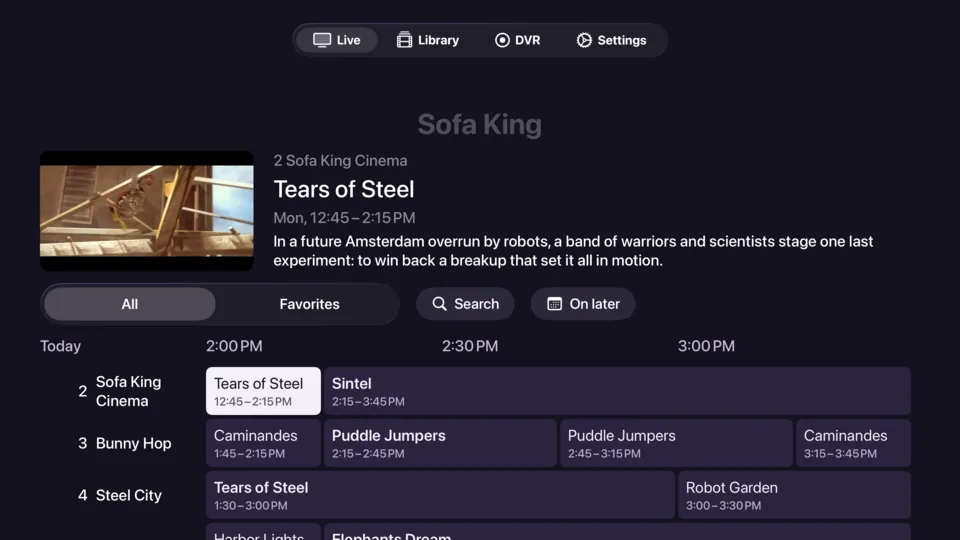 Live
Library
DVR
Settings
Sofa King
2 Sofa King Cinema
Tears of Steel
Mon, 12:45 – 2:15 PM
In a future Amsterdam overrun by robots, a band of warriors and scientists stage one last
experiment: to win back a breakup that set it all in motion.
All
Favorites
Search
On later
Today
2:00 PM
2:30 PM
3:00 PM
2
Sofa King
Cinema
Tears of Steel
12:45 – 2:15 PM
Sintel
2:15 – 3:45 PM
3
Bunny Hop
Caminandes
1:45 – 2:15 PM
Puddle Jumpers
2:15 – 2:45 PM
Puddle Jumpers
2:45 – 3:15 PM
Caminandes
3:15 – 3:45 PM
4
Steel City
Tears of Steel
1:30 – 3:00 PM
Robot Garden
3:00 – 3:30 PM
Harbor Lights
Elephants Dream